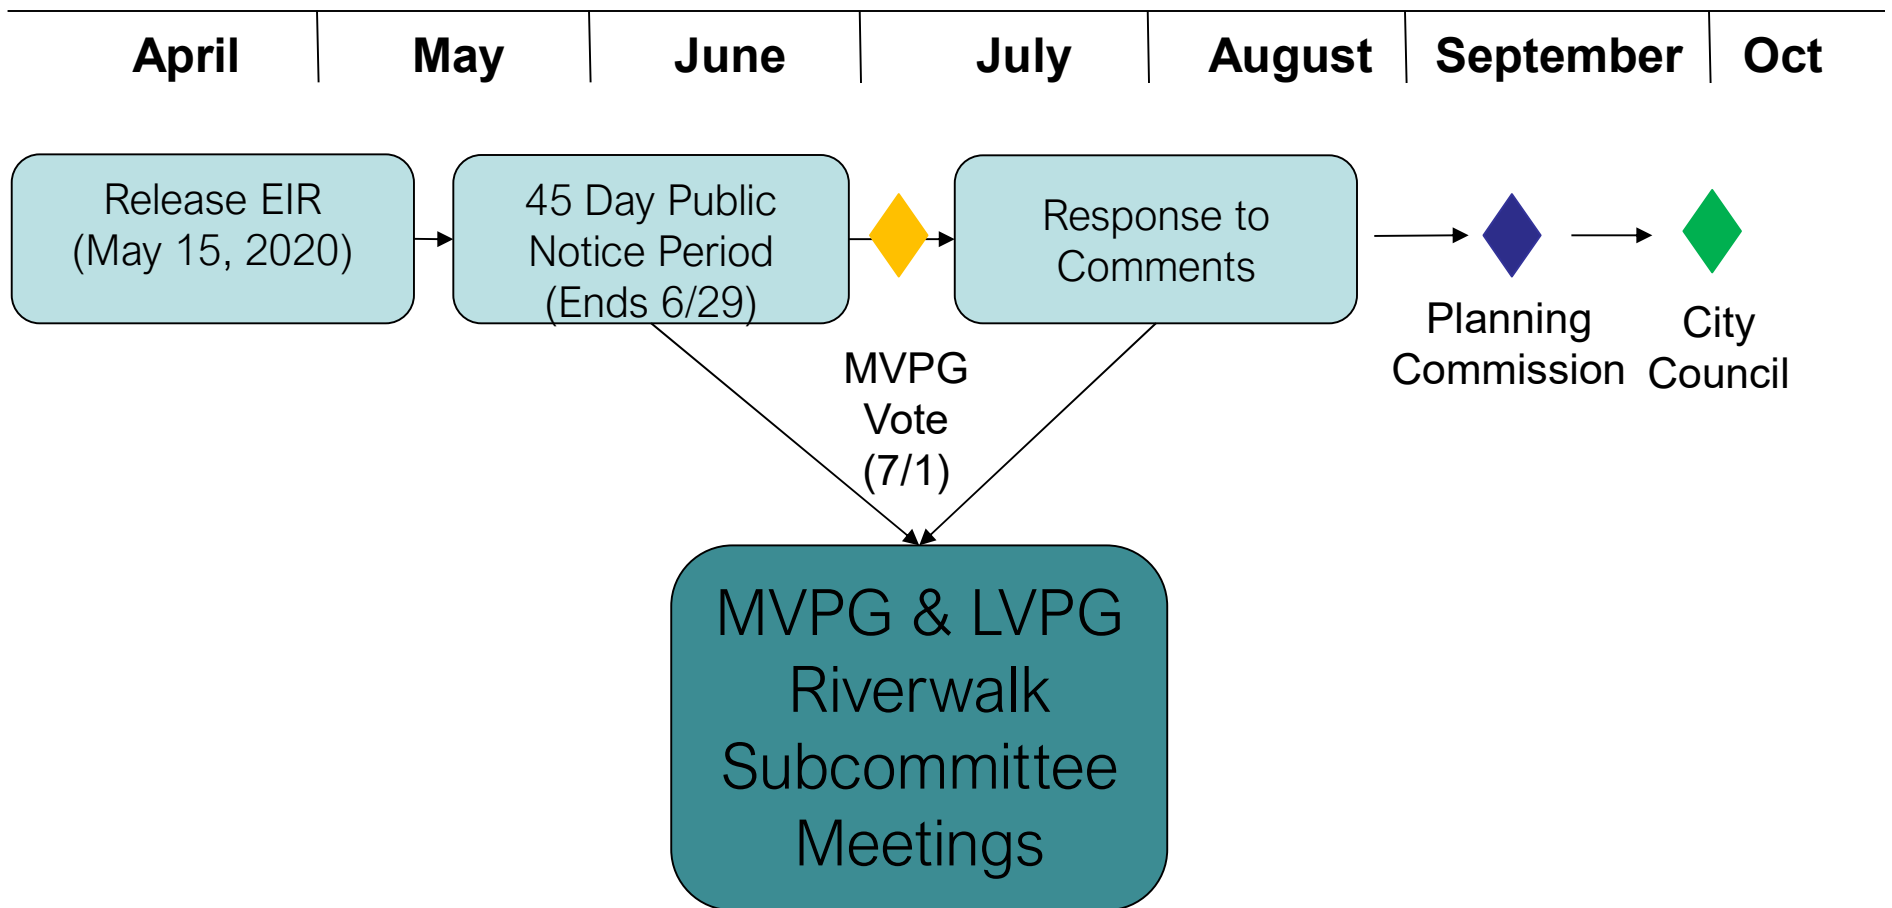 April May June July August September Oct
Release EIR
(May 15, 2020)
45 Day Public
Notice Period
(Ends 6/29)
MVPG
Vote
(7/1)
Response to
Comments
Planning
Commission
City
Council
MVPG & LVPG
Riverwalk
Subcommittee
Meetings